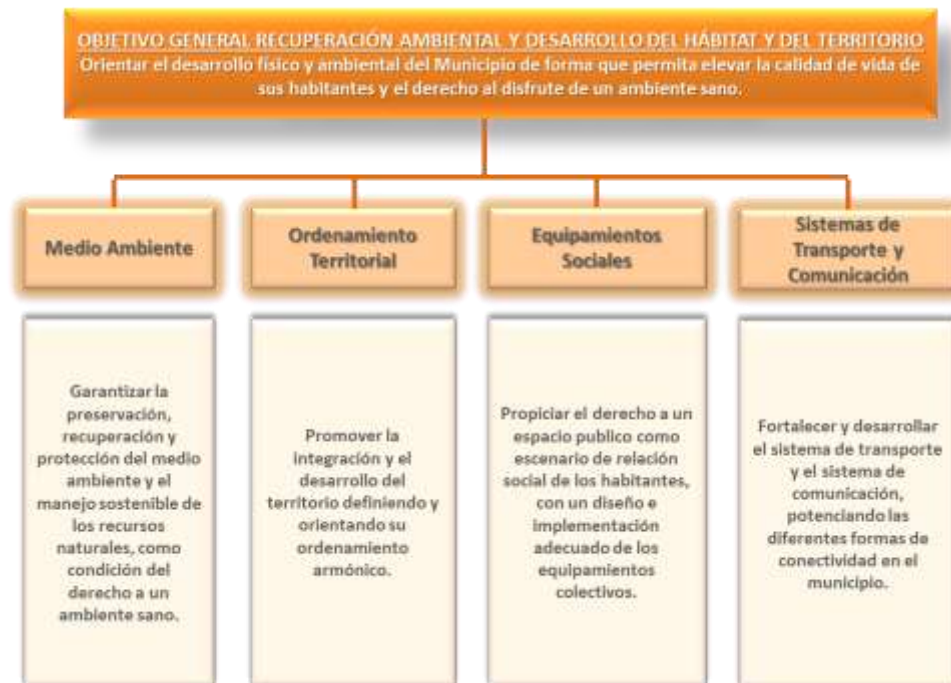 OBJETIVO GENERAL RECUPERACIÓN AMBIENTAL Y DESARROLLO DEL HÁBITAT Y DEL TERRITORIO
Orientar el desarrollo físico y ambiental del Municipio de forma que permita elevar la calidad de vida de
sus habitantes y el derecho al disfrute de un ambiente sano.
Medio Ambiente
Ordenamiento
Territorial
Equipamientos
Sociales
Sistemas de
Transporte y
Comunicación
Garantizar la
preservación,
recuperación y
protección del medio
ambiente y el
manejo sostenible de
los recursos
naturales, como
condición del
derecho a un
ambiente sano.
Promover la
integración y el
desarrollo del
territorio definiendo y
orientando su
ordenamiento
armónico.
Propiciar el derecho a un
espacio publico como
escenario de relación
social de los habitantes,
con un diseño e
implementación
adecuado de los
equipamientos
colectivos.
Fortalecer y desarrollar
el sistema de transporte
y el sistema de
comunicación,
potenciando las
diferentes formas de
conectividad en el
municipio.